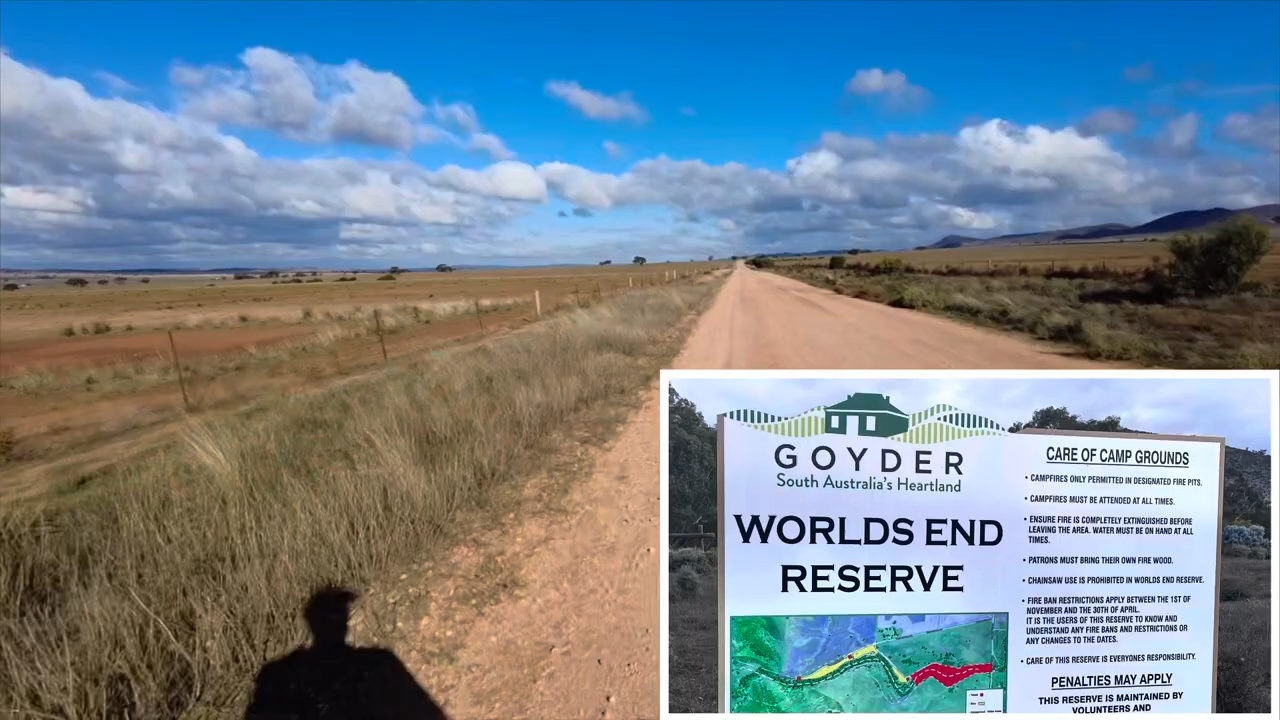 GOYDER
South Australia's Heartland
WORLDS END
RESERVE
CARE OF CAMP GROUNDS
• CAMPFIRES ONLY PERMITTED IN DESIGNATED FIRE PITS.
• CAMPFIRES MUST BE ATTENDED AT ALL TIMES.
• ENSURE FIRE IS COMPLETELY EXTINGUISHED BEFORE
LEAVING THE AREA. WATER MUST BE ON HAND AT ALL
TIMES.
• PATRONS MUST BRING THEIR OWN FIRE WOOD.
• CHAINSAW USE IS PROHIBITED IN WORLDS END RESERVE.
• FIRE BAN RESTRICTIONS APPLY BETWEEN THE 1ST OF
NOVEMBER AND THE 30TH OF APRIL.
IT IS THE USERS OF THIS RESERVE TO KNOW AND
UNDERSTAND ANY FIRE BANS AND RESTRICTIONS OR
ANY CHANGES TO THE DATES.
• CARE OF THIS RESERVE IS EVERYONES RESPONSIBILITY.
PENALTIES MAY APPLY
THIS RESERVE IS MAINTAINED BY
VOLUNTEERS AND